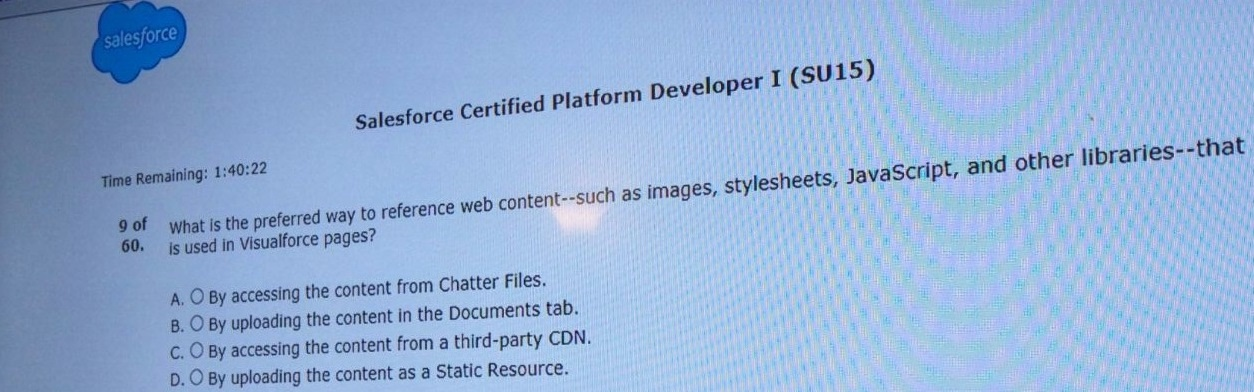 salesforce
Salesforce Certified Platform Developer I (SU15)
Time Remaining: 1:40:22
9 of 60. What is the preferred way to reference web content--such as images, stylesheets, JavaScript, and other libraries--that
is used in Visualforce pages?
A. By accessing the content from Chatter Files.
B. By uploading the content in the Documents tab.
C. By accessing the content from a third-party CDN.
D. By uploading the content as a Static Resource.